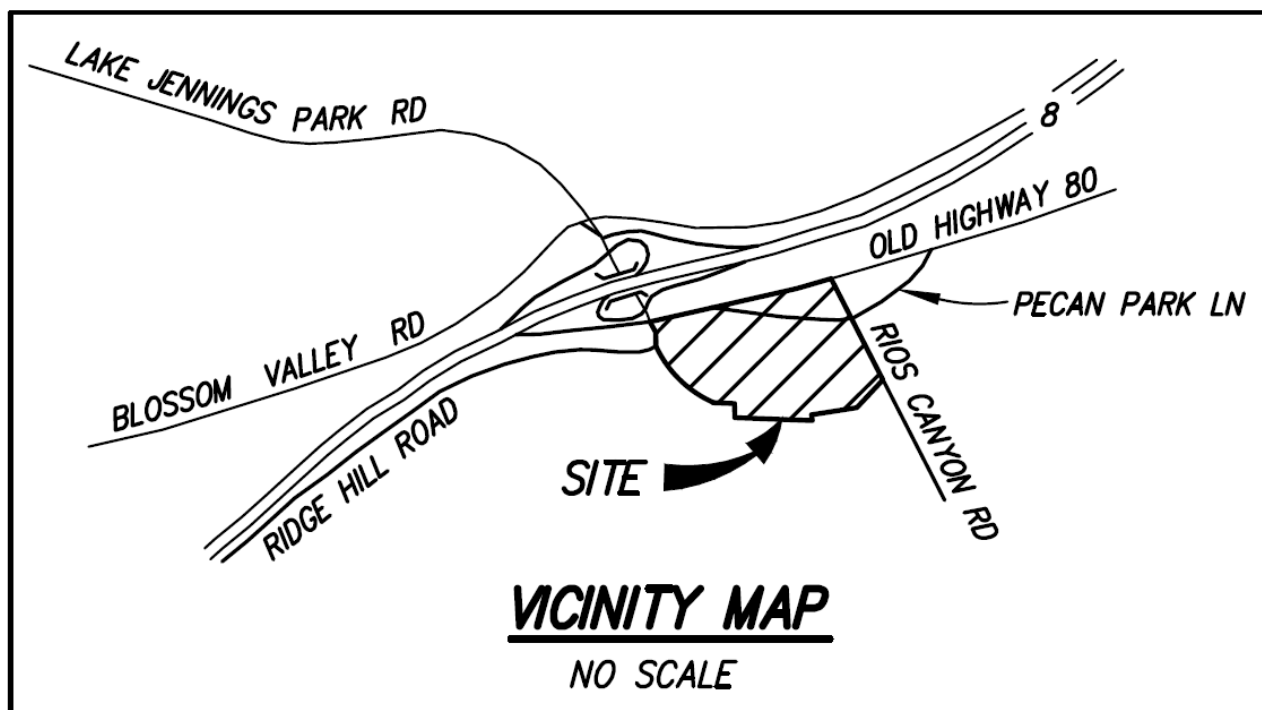 LAKE JENNINGS PARK RD
8
OLD HIGHWAY 80
PECAN PARK LN
BLOSSOM VALLEY RD
RIDGE HILL ROAD
RIOS CANYON RD
SITE
VICINITY MAP
NO SCALE